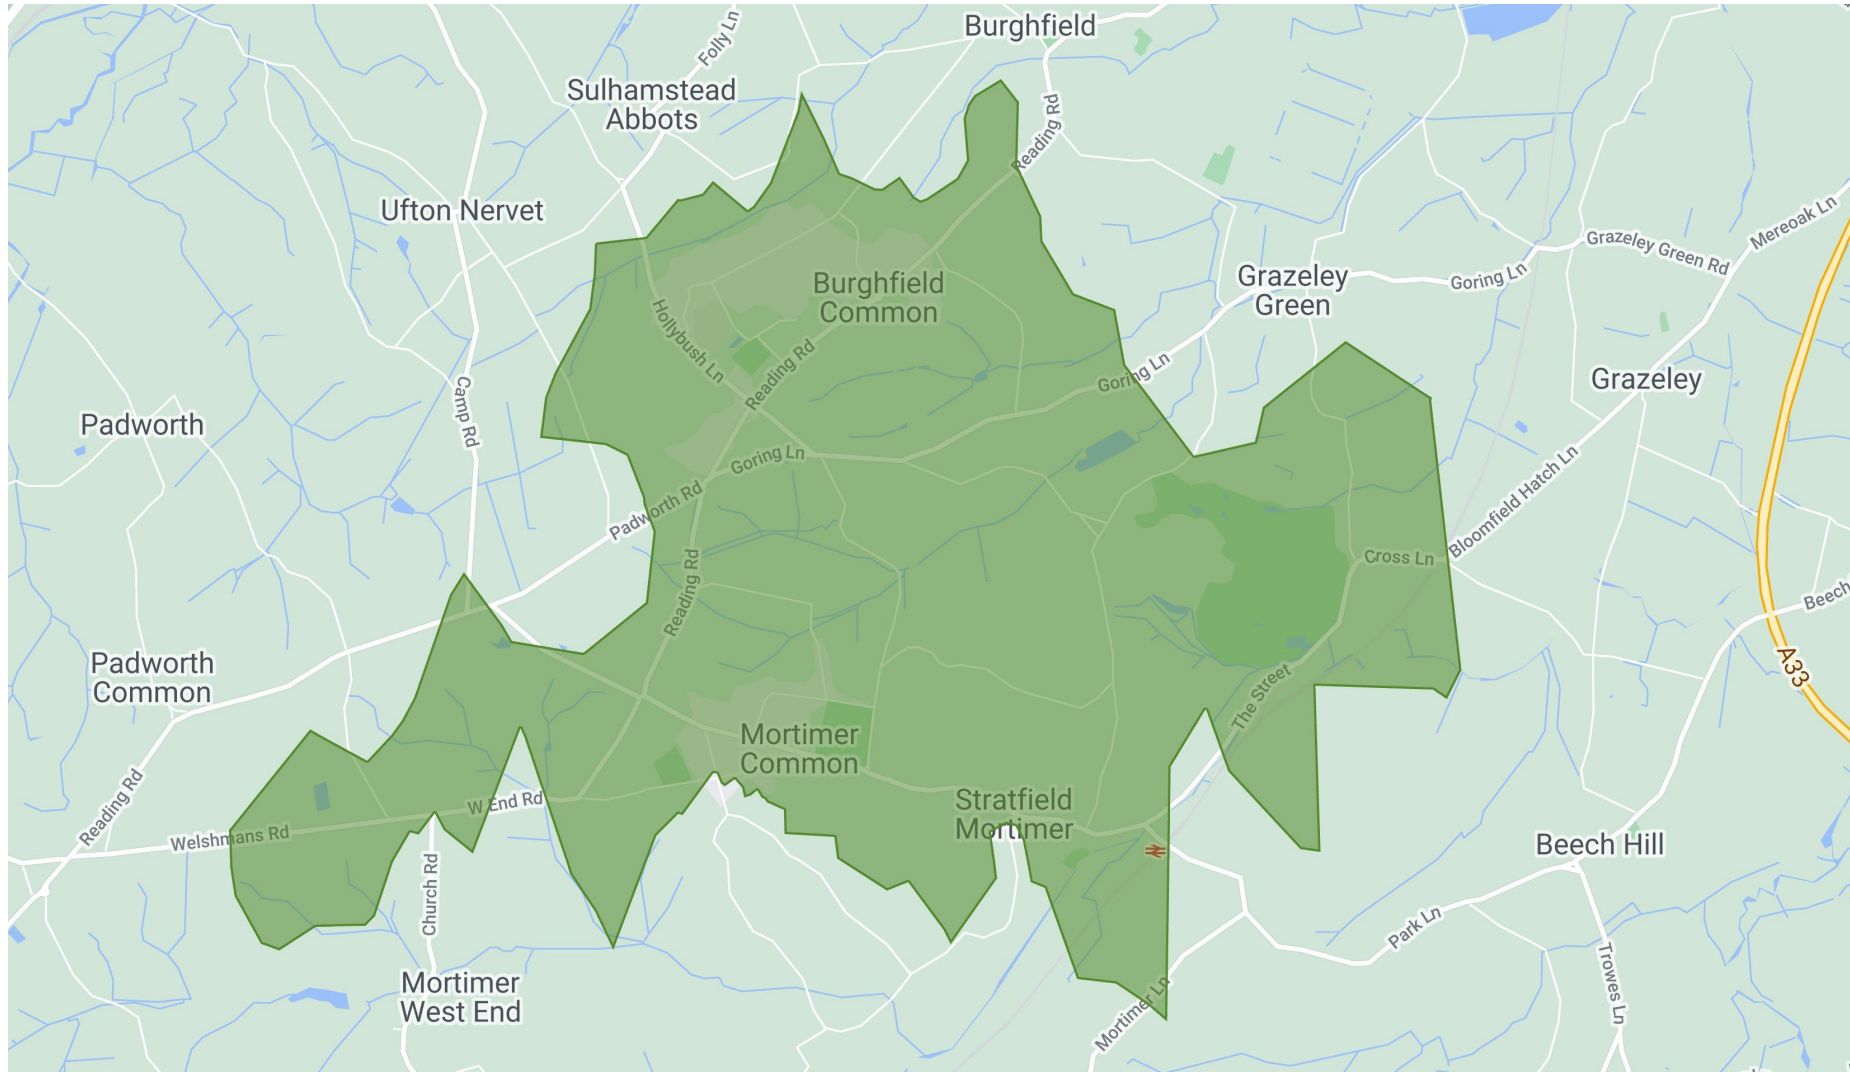 Burghfield
Folly Ln
Sulhamstead
Abbots
Reading Rd
Ufton Nervet
Mereoak Ln
Grazeley Green Rd
Goring Ln
Grazeley
Green
Burghfield
Common
Hollybush Ln
Reading Rd
Goring Ln
Grazeley
Camp Rd
Padworth
Goring Ln
Bloomfield Hatch Ln
Padworth Rd
Cross Ln
Reading Rd
Beech
Padworth
Common
A33
The Street
Mortimer
Common
Reading Rd
W End Rd
Stratfield
Mortimer
Welshmans Rd
Beech Hill
Church Rd
Park Ln
Mortimer
West End
Trowes Ln
Mortimer Ln